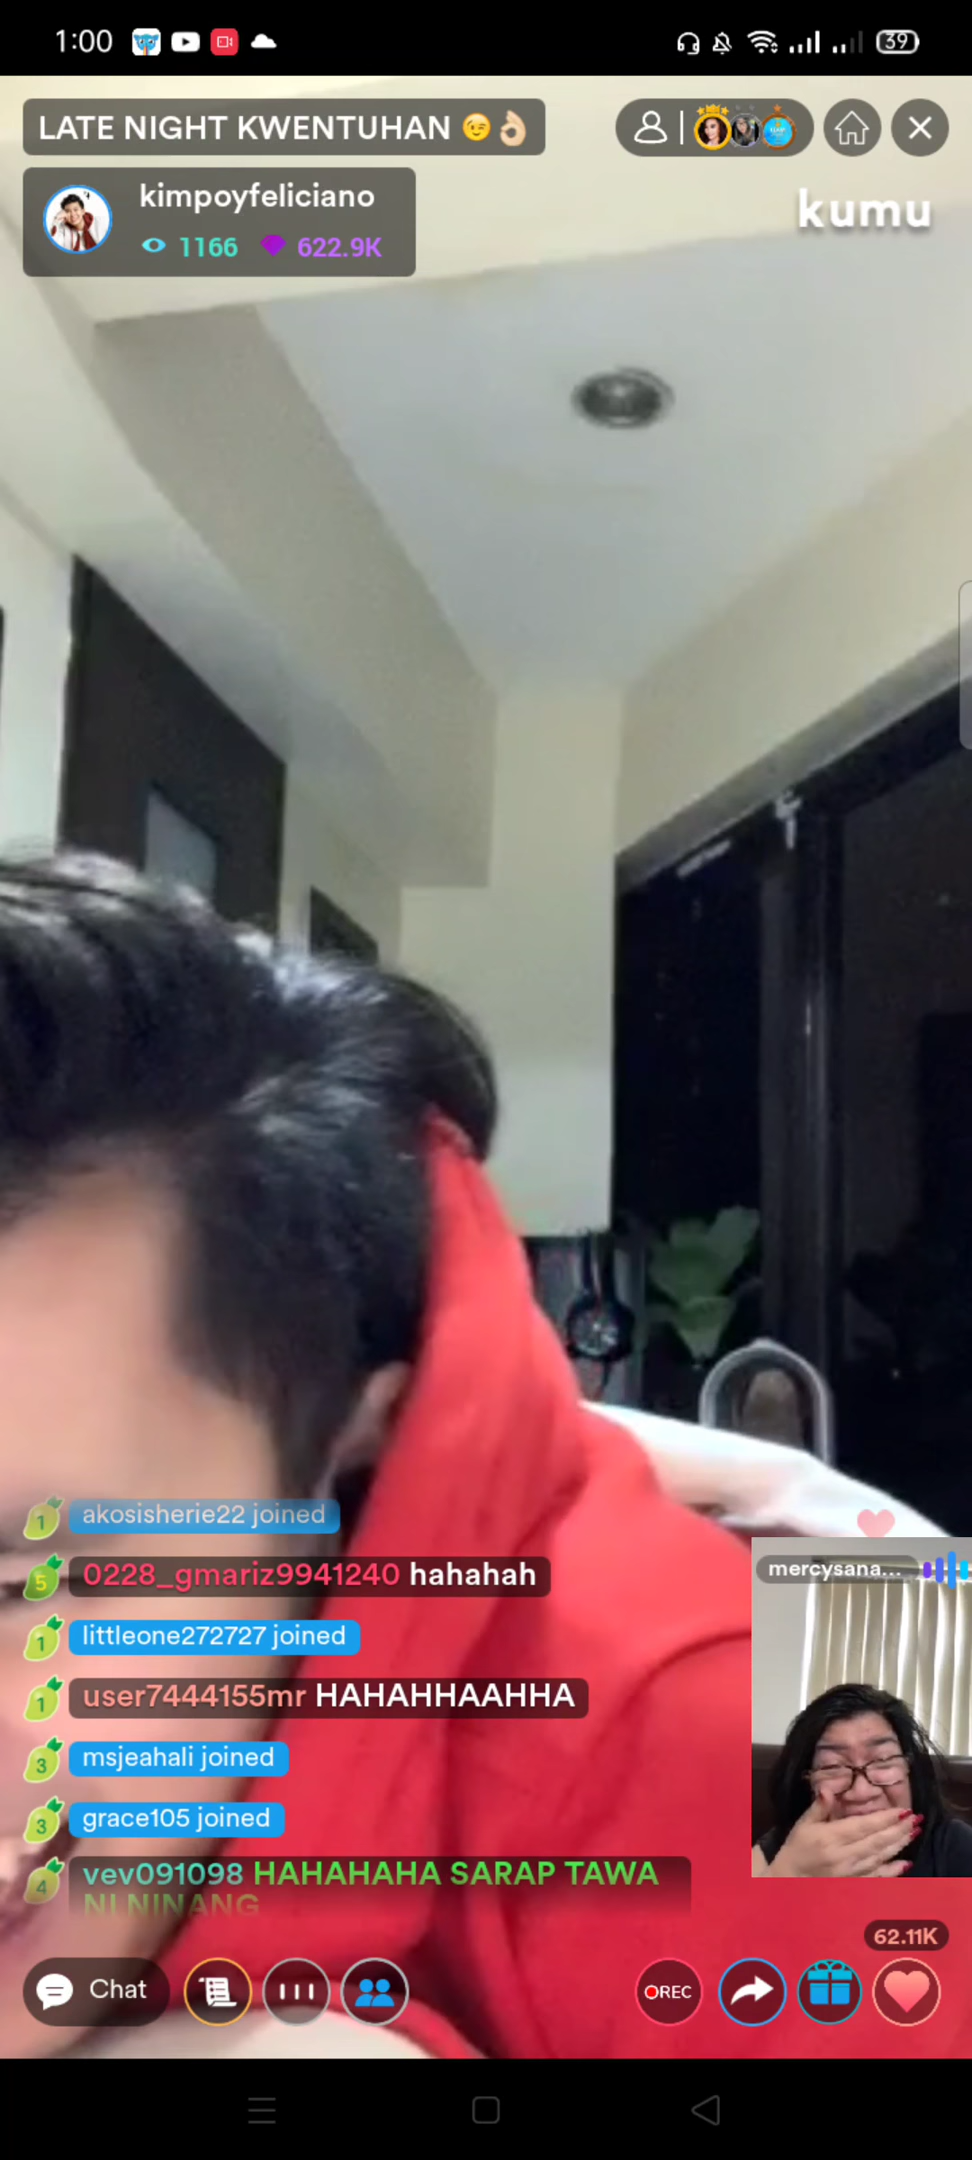 1:00
39
LATE NIGHT KWENTUHAN 😉👌🏼
kimpoyfeliciano
1166 622.9K
kumu
akosisherie22 joined
5 0228_gmariz9941240 hahahah
1 littleone272727 joined
1 user7444155mr HAHAHHAAHHA
3 msjeahali joined
3 grace105 joined
4 vev091098 HAHAHAHA SARAP TAWA
NI NINANG
mercysana...
62.11K
Chat
REC